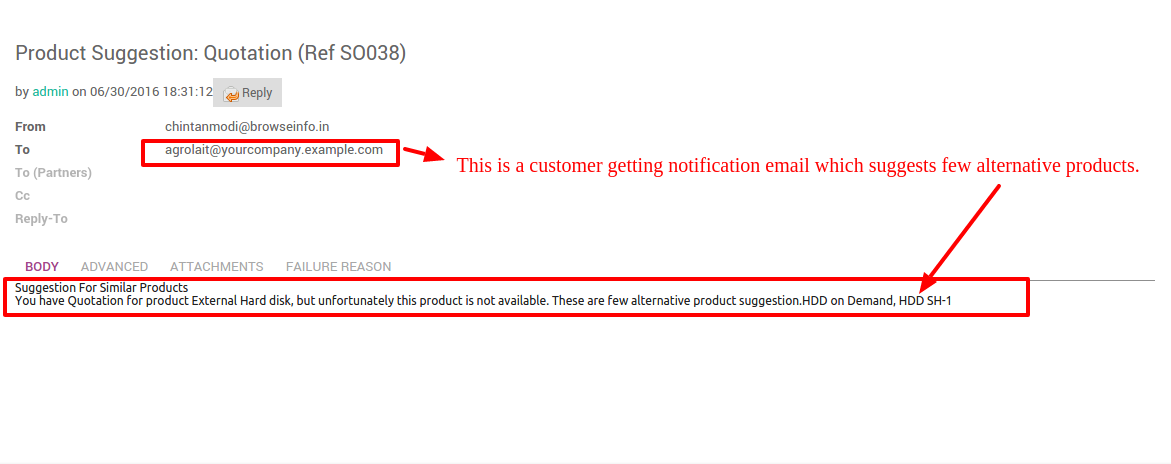 Product Suggestion: Quotation (Ref SO038)
by admin on 06/30/2016 18:31:12 Reply
From chintanmodi@browseinfo.in
To agrolait@yourcompany.example.com
This is a customer getting notification email which suggests few alternative products.
To (Partners)
Cc
Reply-To
BODY ADVANCED ATTACHMENTS FAILURE REASON
Suggestion For Similar Products
You have Quotation for product External Hard disk, but unfortunately this product is not available. These are few alternative product suggestion.HDD on Demand, HDD SH-1